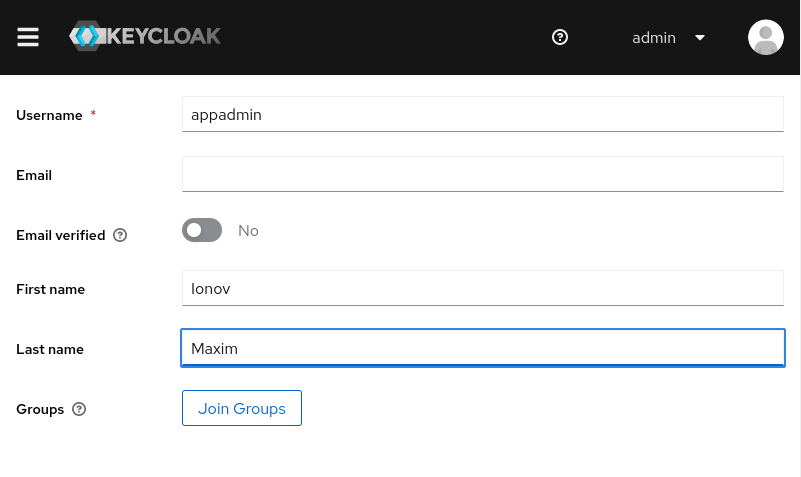 KEYCLOAK
admin
Username *
appadmin
Email
Email verified
No
First name
Ionov
Last name
Maxim
Groups
Join Groups